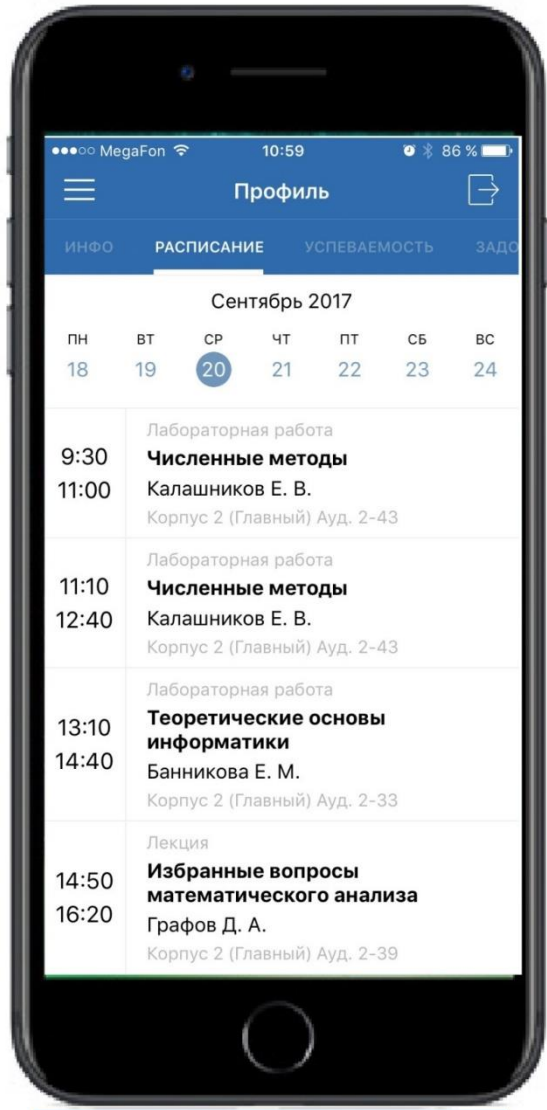 MegaFon 10:59 86 %
Профиль
ИНФО РАСПИСАНИЕ УСПЕВАЕМОСТЬ ЗАДО
Сентябрь 2017
ПН ВТ СР ЧТ ПТ СБ ВС
18 19 20 21 22 23 24
Лабораторная работа
9:30 Численные методы
11:00 Калашников Е. В.
Корпус 2 (Главный) Ауд. 2-43
Лабораторная работа
11:10 Численные методы
12:40 Калашников Е. В.
Корпус 2 (Главный) Ауд. 2-43
Лабораторная работа
13:10 Теоретические основы
информатики
14:40 Банникова Е. М.
Корпус 2 (Главный) Ауд. 2-33
Лекция
14:50 Избранные вопросы
математического анализа
16:20 Графов Д. А.
Корпус 2 (Главный) Ауд. 2-39